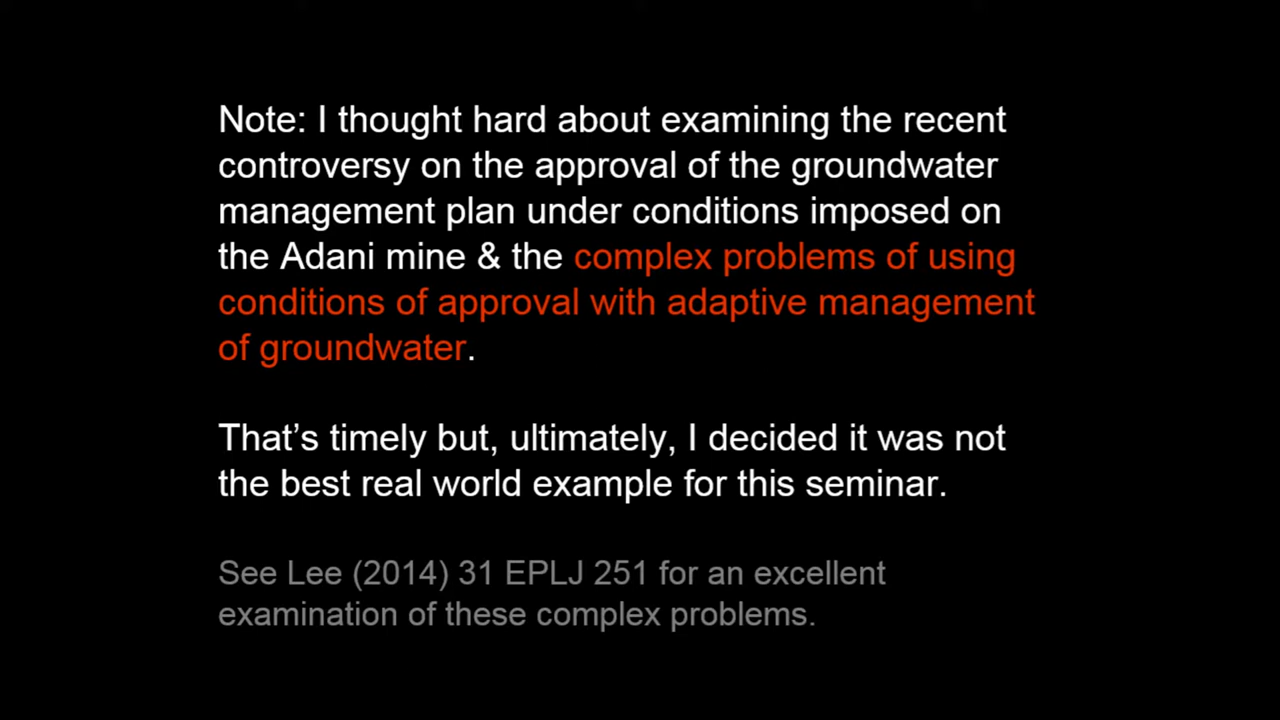 Note: I thought hard about examining the recent
controversy on the approval of the groundwater
management plan under conditions imposed on
the Adani mine & the complex problems of using
conditions of approval with adaptive management
of groundwater.
That’s timely but, ultimately, I decided it was not
the best real world example for this seminar.
See Lee (2014) 31 EPLJ 251 for an excellent
examination of these complex problems.